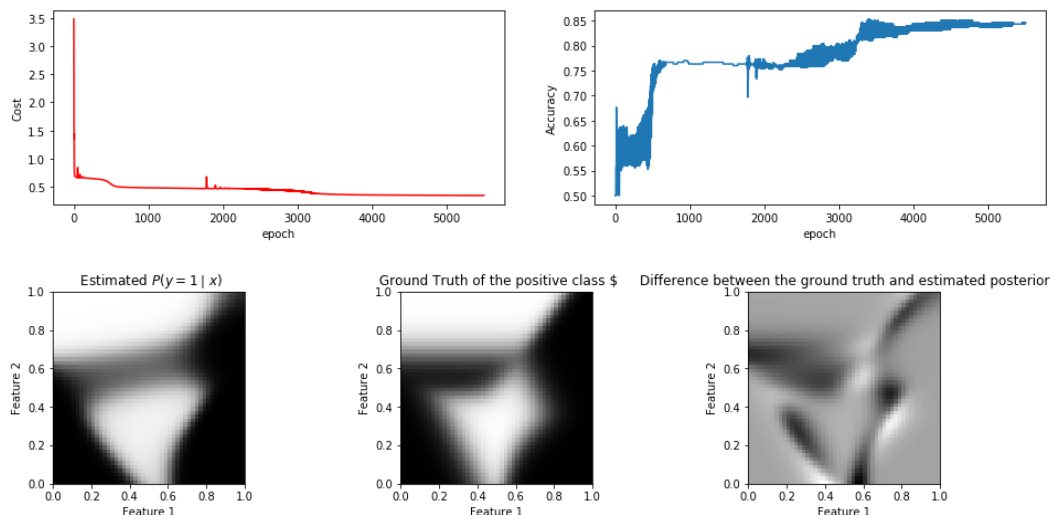 3.5
3.0
2.5
2.0
1.5
1.0
0.5
Cost
0 1000 2000 3000 4000 5000
epoch
0.85
0.80
0.75
0.70
0.65
0.60
0.55
0.50
Accuracy
0 1000 2000 3000 4000 5000
epoch
Estimated P(y = 1 | x)
1.0
0.8
0.6
0.4
0.2
0.0
Feature 2
0.0 0.2 0.4 0.6 0.8 1.0
Feature 1
Ground Truth of the positive class $
1.0
0.8
0.6
0.4
0.2
0.0
Feature 2
0.0 0.2 0.4 0.6 0.8 1.0
Feature 1
Difference between the ground truth and estimated posterior
1.0
0.8
0.6
0.4
0.2
0.0
Feature 2
0.0 0.2 0.4 0.6 0.8 1.0
Feature 1